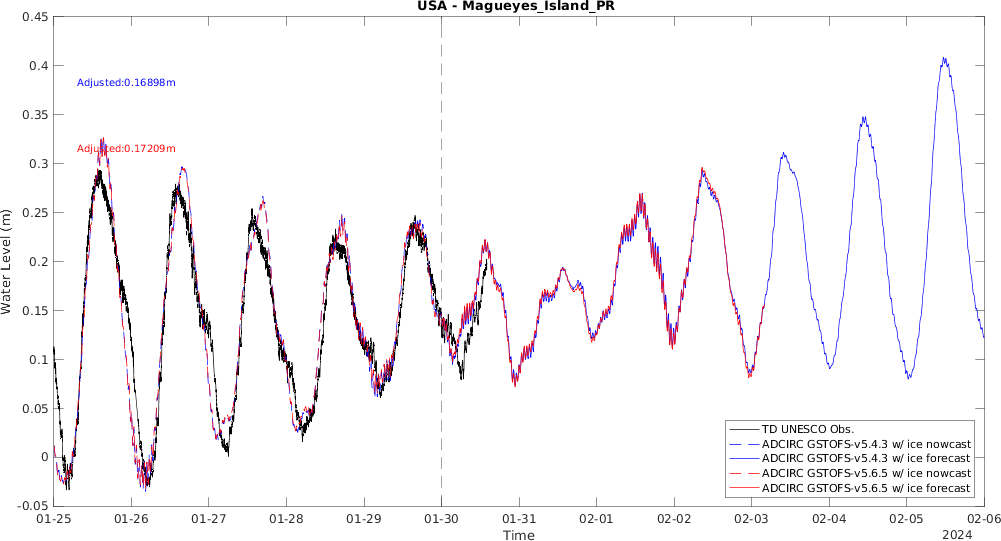 USA - Magueyes_Island_PR
0.45
0.4
0.35
0.3
0.25
0.2
0.15
0.1
0.05
0
-0.05
Water Level (m)
Adjusted:0.16898m
Adjusted:0.17209m
TD UNESCO Obs.
ADCIRC GSTOFS-v5.4.3 w/ ice nowcast
ADCIRC GSTOFS-v5.4.3 w/ ice forecast
ADCIRC GSTOFS-v5.6.5 w/ ice nowcast
ADCIRC GSTOFS-v5.6.5 w/ ice forecast
01-25 01-26 01-27 01-28 01-29 01-30 01-31 02-01 02-02 02-03 02-04 02-05 02-06
Time
2024